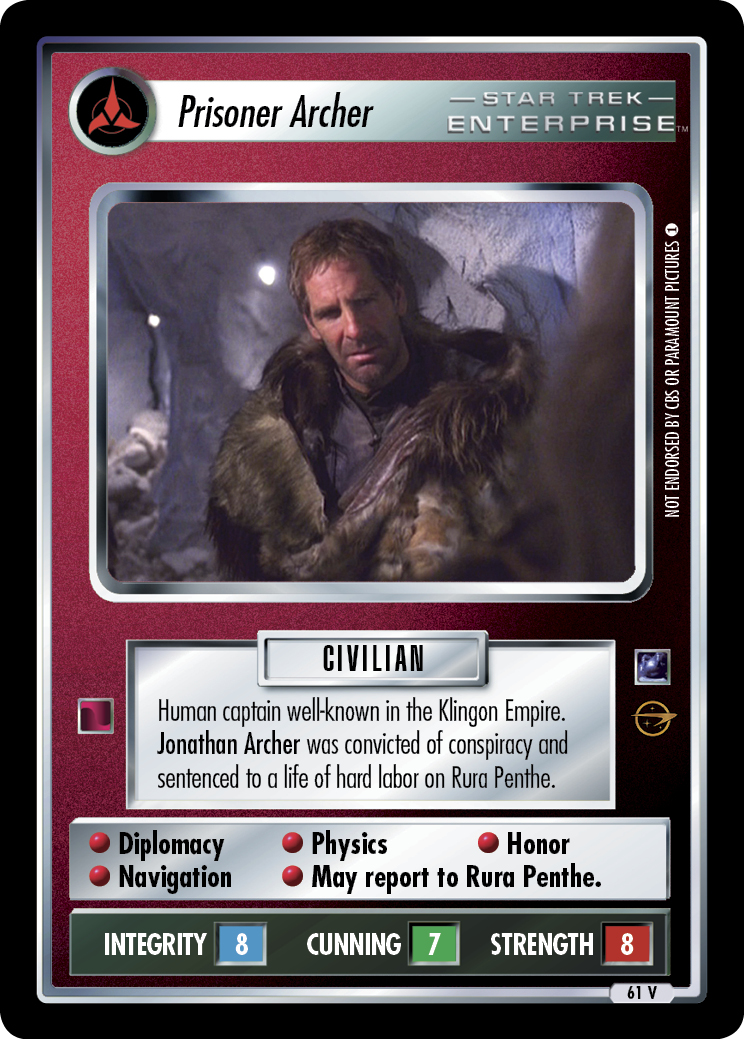 Prisoner Archer
STAR TREK
ENTERPRISE™
NOT ENDORSED BY CBS OR PARAMOUNT PICTURES 1
CIVILIAN
Human captain well-known in the Klingon Empire.
Jonathan Archer was convicted of conspiracy and
sentenced to a life of hard labor on Rura Penthe.
Diplomacy Physics Honor
Navigation May report to Rura Penthe.
INTEGRITY 8 CUNNING 7 STRENGTH 8
61 V